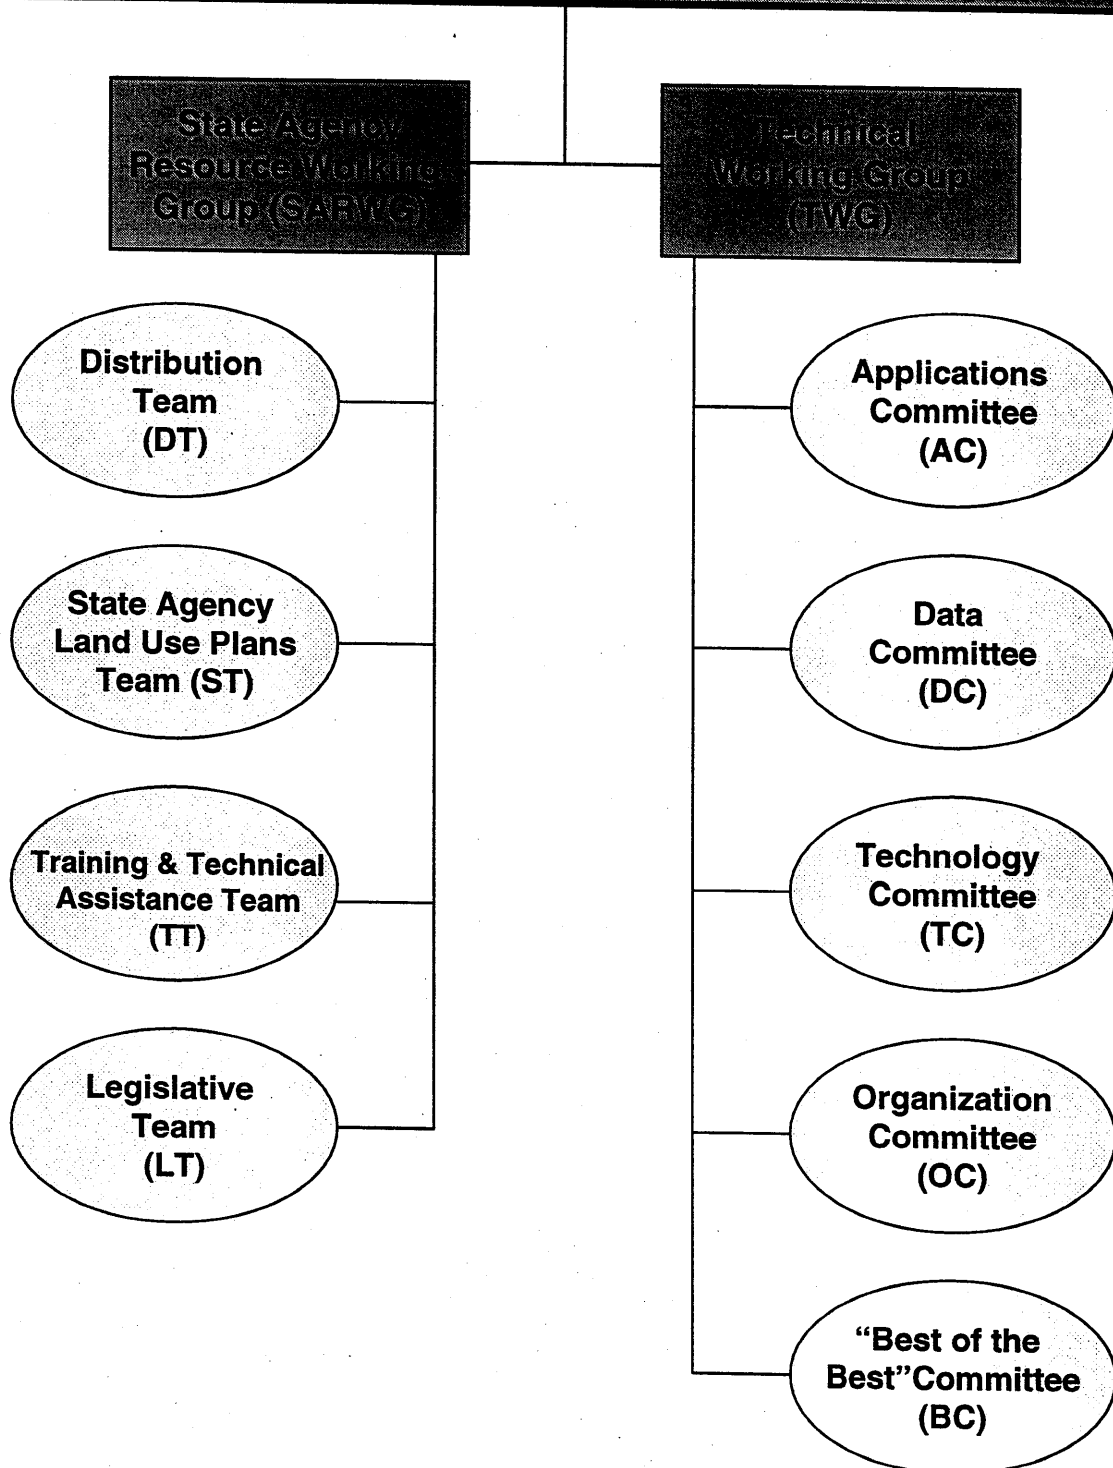 State Agency
Resource Working
Group (SARWG)
Technical
Working Group
(TWG)
Distribution
Team
(DT)
State Agency
Land Use Plans
Team (ST)
Training & Technical
Assistance Team
(TT)
Legislative
Team
(LT)
Applications
Committee
(AC)
Data
Committee
(DC)
Technology
Committee
(TC)
Organization
Committee
(OC)
“Best of the
Best”Committee
(BC)